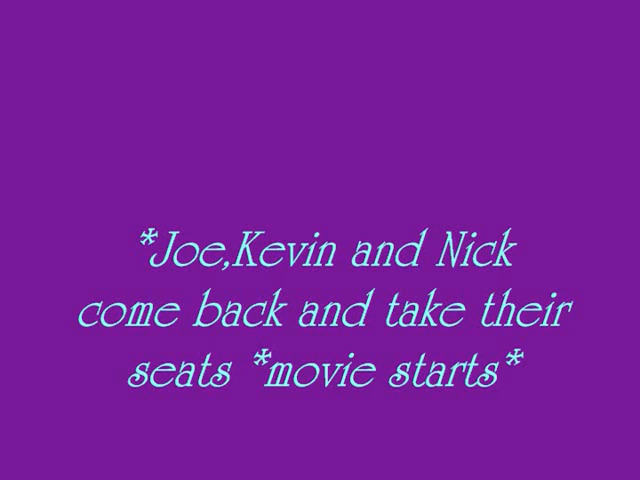 *Joe,Kevin and Nick
come back and take their
seats *movie starts*